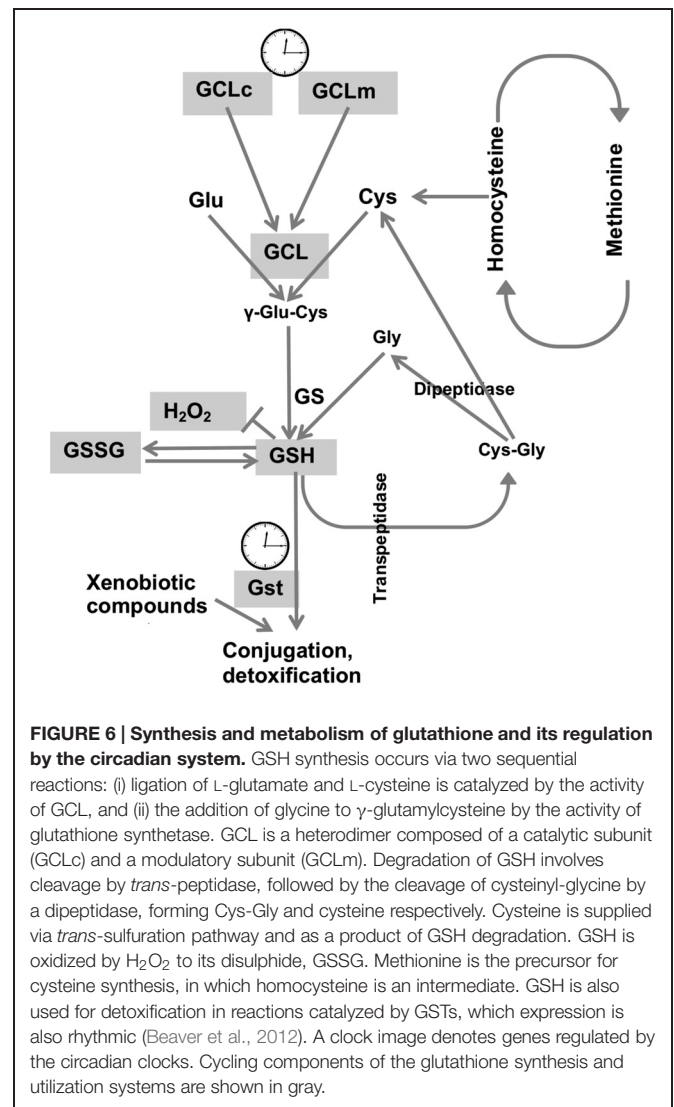 GCLc GCLm
Glu
Cys
Homocysteine
Methionine
GCL
γ-Glu-Cys
Gly
Dipeptidase
GS
H₂O₂
GSSG
GSH
Cys-Gly
Transpeptidase
Gst
Xenobiotic
compounds
Conjugation,
detoxification
FIGURE 6 | Synthesis and metabolism of glutathione and its regulation
by the circadian system. GSH synthesis occurs via two sequential
reactions: (i) ligation of L-glutamate and L-cysteine is catalyzed by the activity
of GCL, and (ii) the addition of glycine to γ-glutamylcysteine by the activity of
glutathione synthetase. GCL is a heterodimer composed of a catalytic subunit
(GCLc) and a modulatory subunit (GCLm). Degradation of GSH involves
cleavage by trans-peptidase, followed by the cleavage of cysteinyl-glycine by
a dipeptidase, forming Cys-Gly and cysteine respectively. Cysteine is supplied
via trans-sulfuration pathway and as a product of GSH degradation. GSH is
oxidized by H₂O₂ to its disulphide, GSSG. Methionine is the precursor for
cysteine synthesis, in which homocysteine is an intermediate. GSH is also
used for detoxification in reactions catalyzed by GSTs, which expression is
also rhythmic (Beaver et al., 2012). A clock image denotes genes regulated by
the circadian clocks. Cycling components of the glutathione synthesis and
utilization systems are shown in gray.